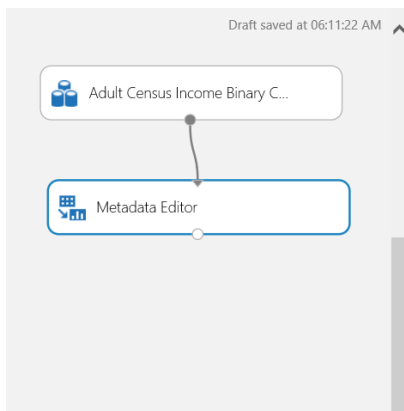 Draft saved at 06:11:22 AM
Adult Census Income Binary C...
Metadata Editor